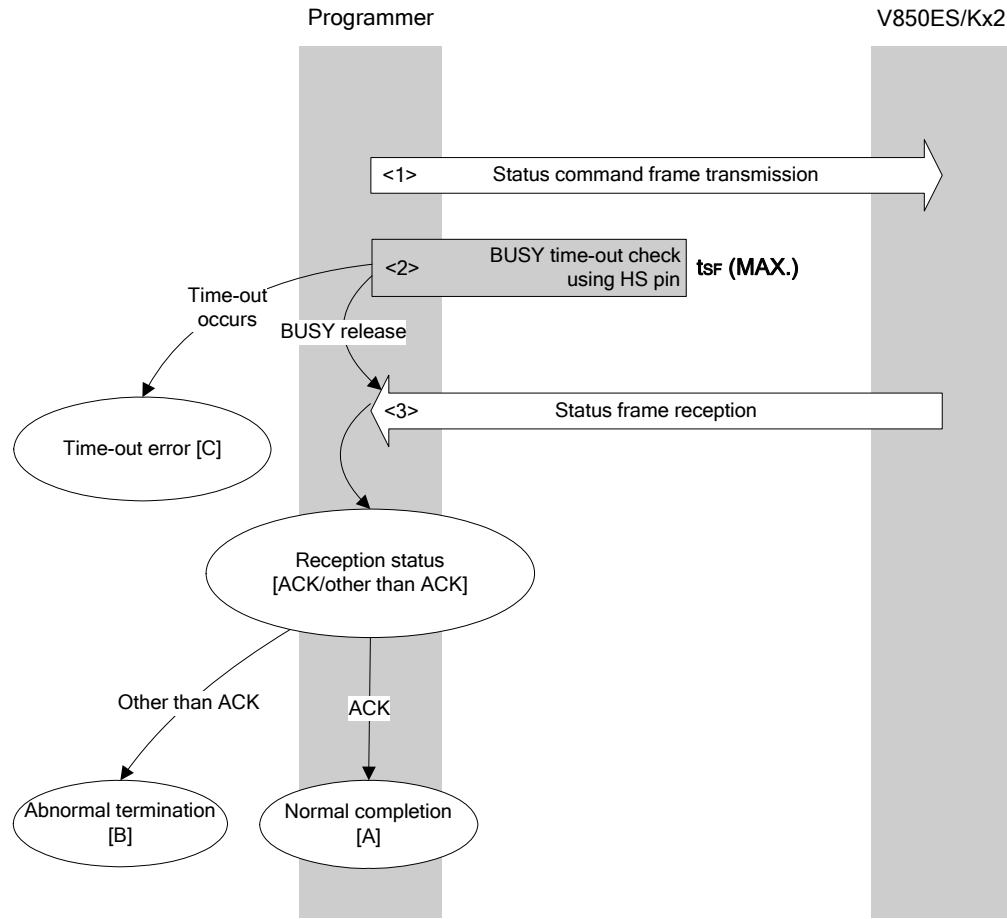 Programmer
V850ES/Kx2
<1>
Status command frame transmission
<2>
BUSY time-out check
using HS pin
tSF (MAX.)
Time-out
occurs
BUSY release
<3>
Status frame reception
Time-out error [C]
Reception status
[ACK/other than ACK]
Other than ACK
ACK
Abnormal termination
[B]
Normal completion
[A]